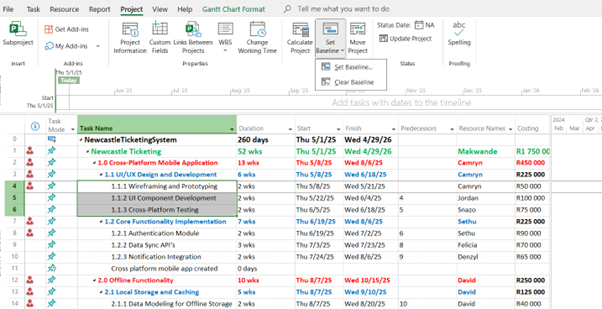 File Task Resource Report Project View Help Gantt Chart Format Tell me what you want to do
Subproject
Get Add-ins
My Add-ins
Project Information
Custom Fields
Links Between Projects
WBS
Change Working Time
Calculate Project
Set Baseline
Move Project
Status Date: NA
Update Project
abc
Spelling
Insert Add-ins Properties Status Proofing
Set Baseline...
Clear Baseline
Thu 5/1/25
Today
Start
Thu 5/1/25
Jun '25 Jul '25 Aug '25 Jan '26
Add tasks with dates to the timeline
Task Mode Task Name Duration Start Finish Predecessors Resource Names Costing
2024 Qtr 2,
Feb Mar Apr
0 NewcastleTicketingSystem 260 days Thu 5/1/25 Wed 4/29/26
1 Newcastle Ticketing 52 wks Thu 5/1/25 Wed 4/29/26 Makwande R1 750 00
2 1.0 Cross-Platform Mobile Application 13 wks Thu 5/8/25 Wed 8/6/25 Camryn R450 000
3 1.1 UI/UX Design and Development 6 wks Thu 5/8/25 Wed 6/18/25 Camryn R225 000
4 1.1.1 Wireframing and Prototyping 2 wks Thu 5/8/25 Wed 5/21/25 Camryn R50 000
5 1.1.2 UI Component Development 2 wks Thu 5/22/25 Wed 6/4/25 4 Jordan R100 000
6 1.1.3 Cross-Platform Testing 2 wks Thu 6/5/25 Wed 6/18/25 5 Snazo R75 000
7 1.2 Core Functionality Implementation 7 wks Thu 6/19/25 Wed 8/6/25 Sethu R225 000
8 1.2.1 Authentication Module 2 wks Thu 6/19/25 Wed 7/2/25 6 Sethu R90 000
9 1.2.2 Data Sync API's 3 wks Thu 7/3/25 Wed 7/23/25 8 Felicia R70 000
10 1.2.3 Notification Integration 2 wks Thu 7/24/25 Wed 8/6/25 9 Denzyl R65 000
11 Cross platform mobile app created 0 days
12 2.0 Offline Functionality 10 wks Thu 8/7/25 Wed 10/15/25 David R250 000
13 2.1 Local Storage and Caching 5 wks Thu 8/7/25 Wed 9/10/25 David R125 000
14 2.1.1 Data Modeling for Offline Storage 2 wks Thu 8/7/25 Wed 8/20/25 10 David R40 000